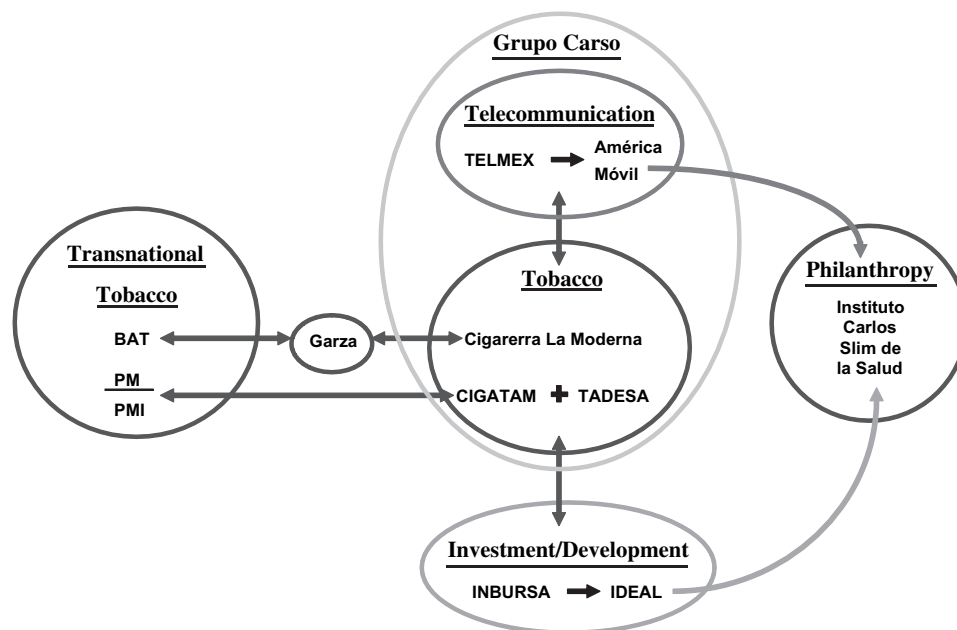 Grupo Carso
Telecommunication
TELMEX
América
Móvil
Transnational
Tobacco
BAT
PM
PMI
Garza
Tobacco
Cigarerra La Moderna
CIGATAM + TADESA
Philanthropy
Instituto
Carlos
Slim de
la Salud
Investment/Development
INBURSA
IDEAL